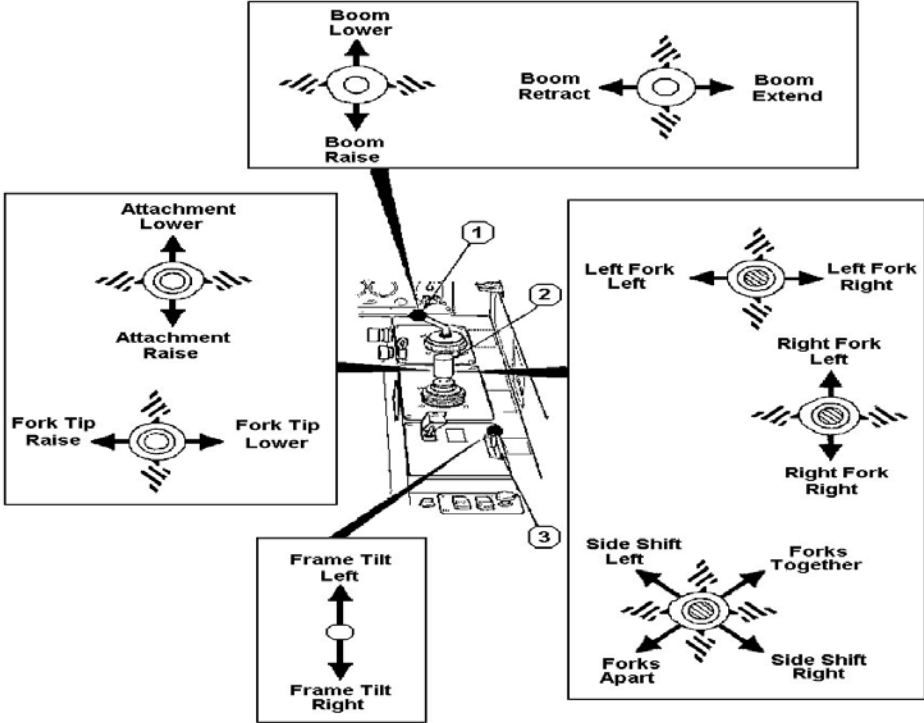 Boom
Lower
Boom
Raise
Boom
Retract
Boom
Extend
Attachment
Lower
Attachment
Raise
Fork Tip
Raise
Fork Tip
Lower
1
2
3
Left Fork
Left
Left Fork
Right
Right Fork
Left
Right Fork
Right
Side Shift
Left
Forks
Together
Forks
Apart
Side Shift
Right
Frame Tilt
Left
Frame Tilt
Right